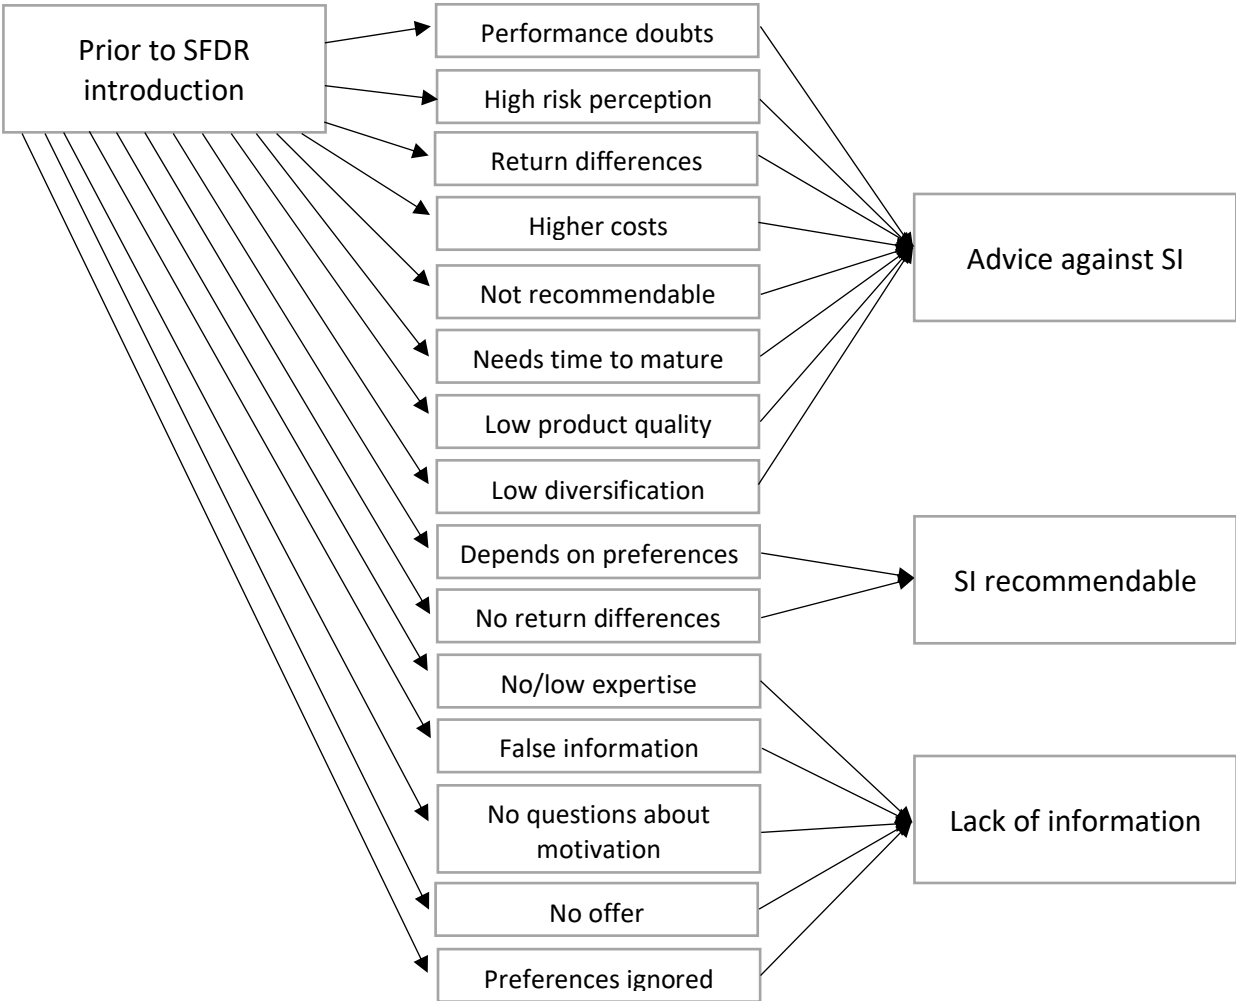 Prior to SFDR
introduction
Performance doubts
High risk perception
Return differences
Higher costs
Not recommendable
Needs time to mature
Low product quality
Low diversification
Depends on preferences
No return differences
No/low expertise
False information
No questions about
motivation
No offer
Preferences ignored
Advice against SI
SI recommendable
Lack of information